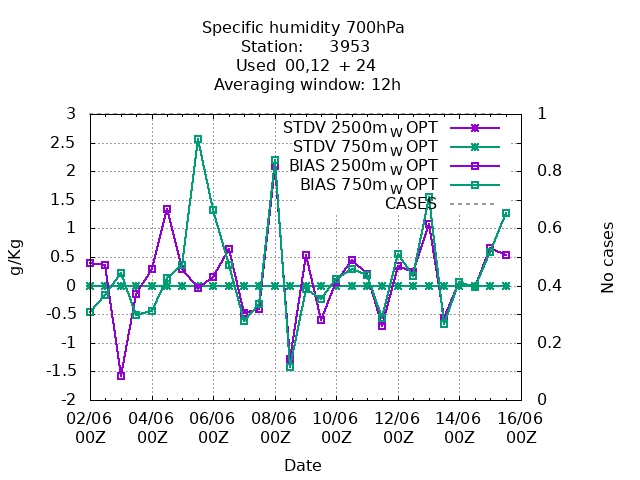 Specific humidity 700hPa
Station: 3953
Used 00,12 + 24
Averaging window: 12h
g/Kg
3
2.5
2
1.5
1
0.5
0
-0.5
-1
-1.5
-2
STDV 2500m W OPT
STDV 750m W OPT
BIAS 2500m W OPT
BIAS 750m W OPT
CASES
1
0.8
0.6
0.4
0.2
0
No cases
02/06 04/06 06/06 08/06 10/06 12/06 14/06 16/06
00Z 00Z 00Z 00Z 00Z 00Z 00Z 00Z
Date